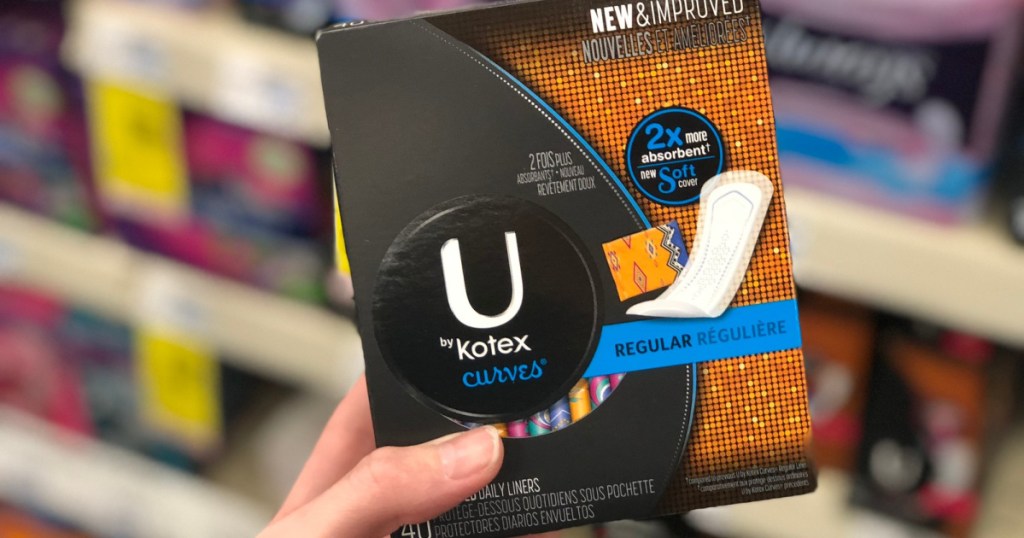 NEW & IMPROVED
NOUVELLES ET AMÉLIORÉES
2x more
absorbent†
new Soft
cover
2 FOIS PLUS
ABSORBANTS† • NOUVEAU
REVÊTEMENT DOUX
U
by Kotex
curves®
REGULAR RÉGULIÈRE
DAILY LINERS
PROTÈGE-DESSOUS QUOTIDIENS SOUS POCHETTE
PROTECTORES DIARIOS ENVUELTOS
40